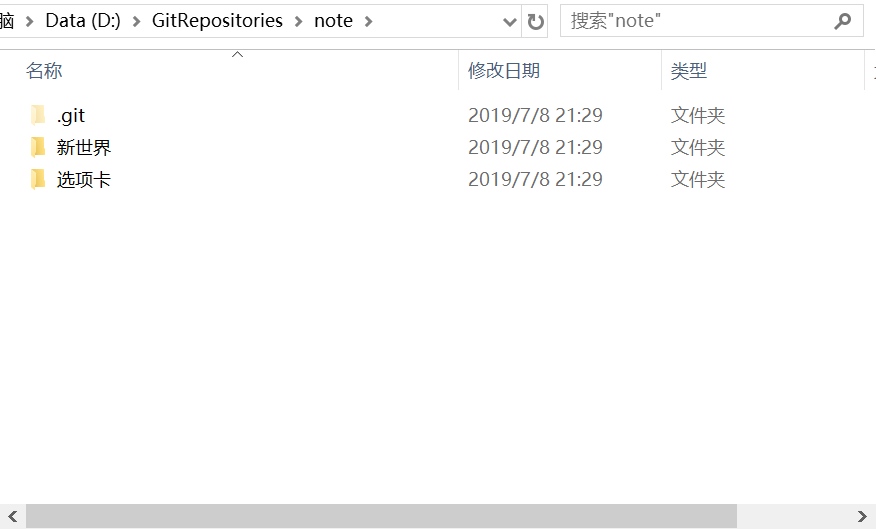 脑 > Data (D:) > GitRepositories > note > 搜索"note"
名称 修改日期 类型
.git 2019/7/8 21:29 文件夹
新世界 2019/7/8 21:29 文件夹
选项卡 2019/7/8 21:29 文件夹